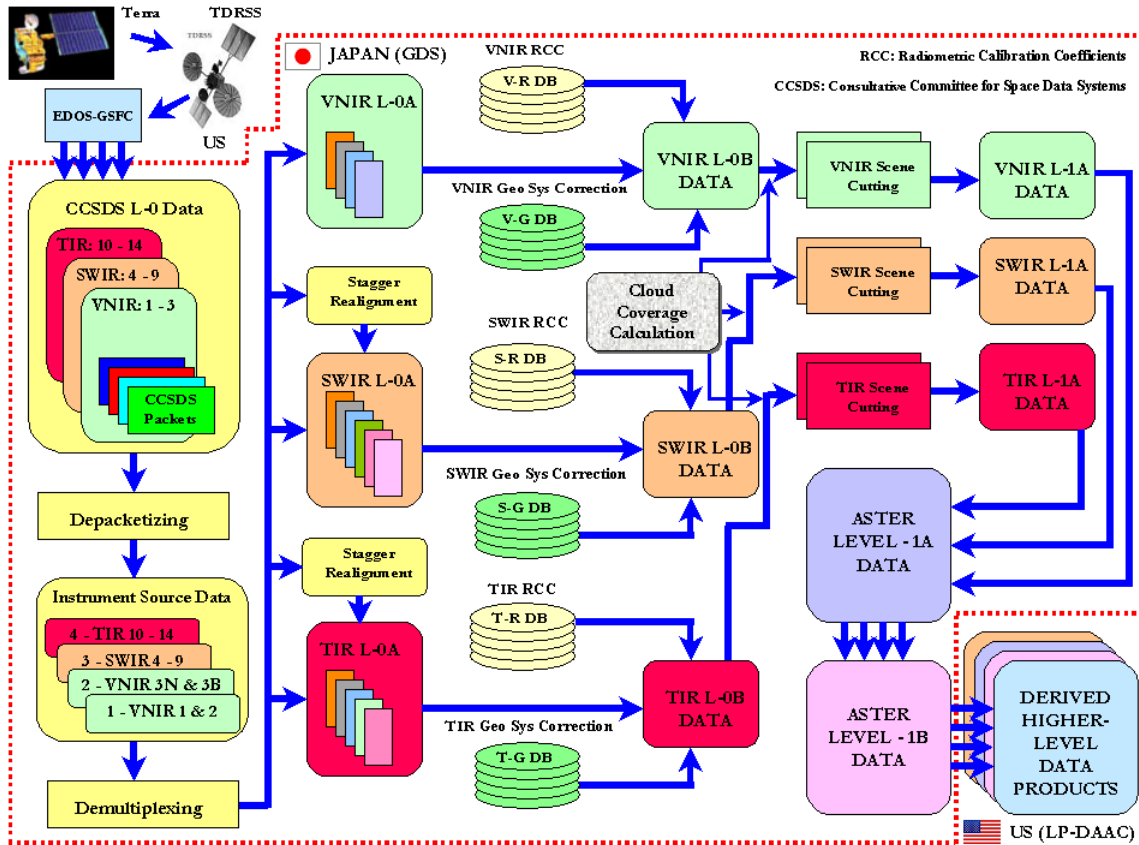 Terra
TDRSS
TDRSS
EDOS-GSFC
US
JAPAN (GDS)
RCC: Radiometric Calibration Coefficients
CCSDS: Consultative Committee for Space Data Systems
CCSDS L-0 Data
TIR: 10 - 14
SWIR: 4 - 9
VNIR: 1 - 3
CCSDS
Packets
Depacketizing
Instrument Source Data
4 - TIR 10 - 14
3 - SWIR 4 - 9
2 - VNIR 3N & 3B
1 - VNIR 1 & 2
Demultiplexing
VNIR L-0A
Stagger
Realignment
SWIR L-0A
Stagger
Realignment
TIR L-0A
VNIR RCC
V-R DB
VNIR Geo Sys Correction
V-G DB
SWIR RCC
S-R DB
SWIR Geo Sys Correction
S-G DB
TIR RCC
T-R DB
TIR Geo Sys Correction
T-G DB
VNIR L-0B
DATA
Cloud
Coverage
Calculation
SWIR L-0B
DATA
TIR L-0B
DATA
VNIR Scene
Cutting
SWIR Scene
Cutting
TIR Scene
Cutting
VNIR L-1A
DATA
SWIR L-1A
DATA
TIR L-1A
DATA
ASTER
LEVEL - 1A
DATA
ASTER
LEVEL - 1B
DATA
DERIVED
HIGHER-
LEVEL
DATA
PRODUCTS
US (LP-DAAC)